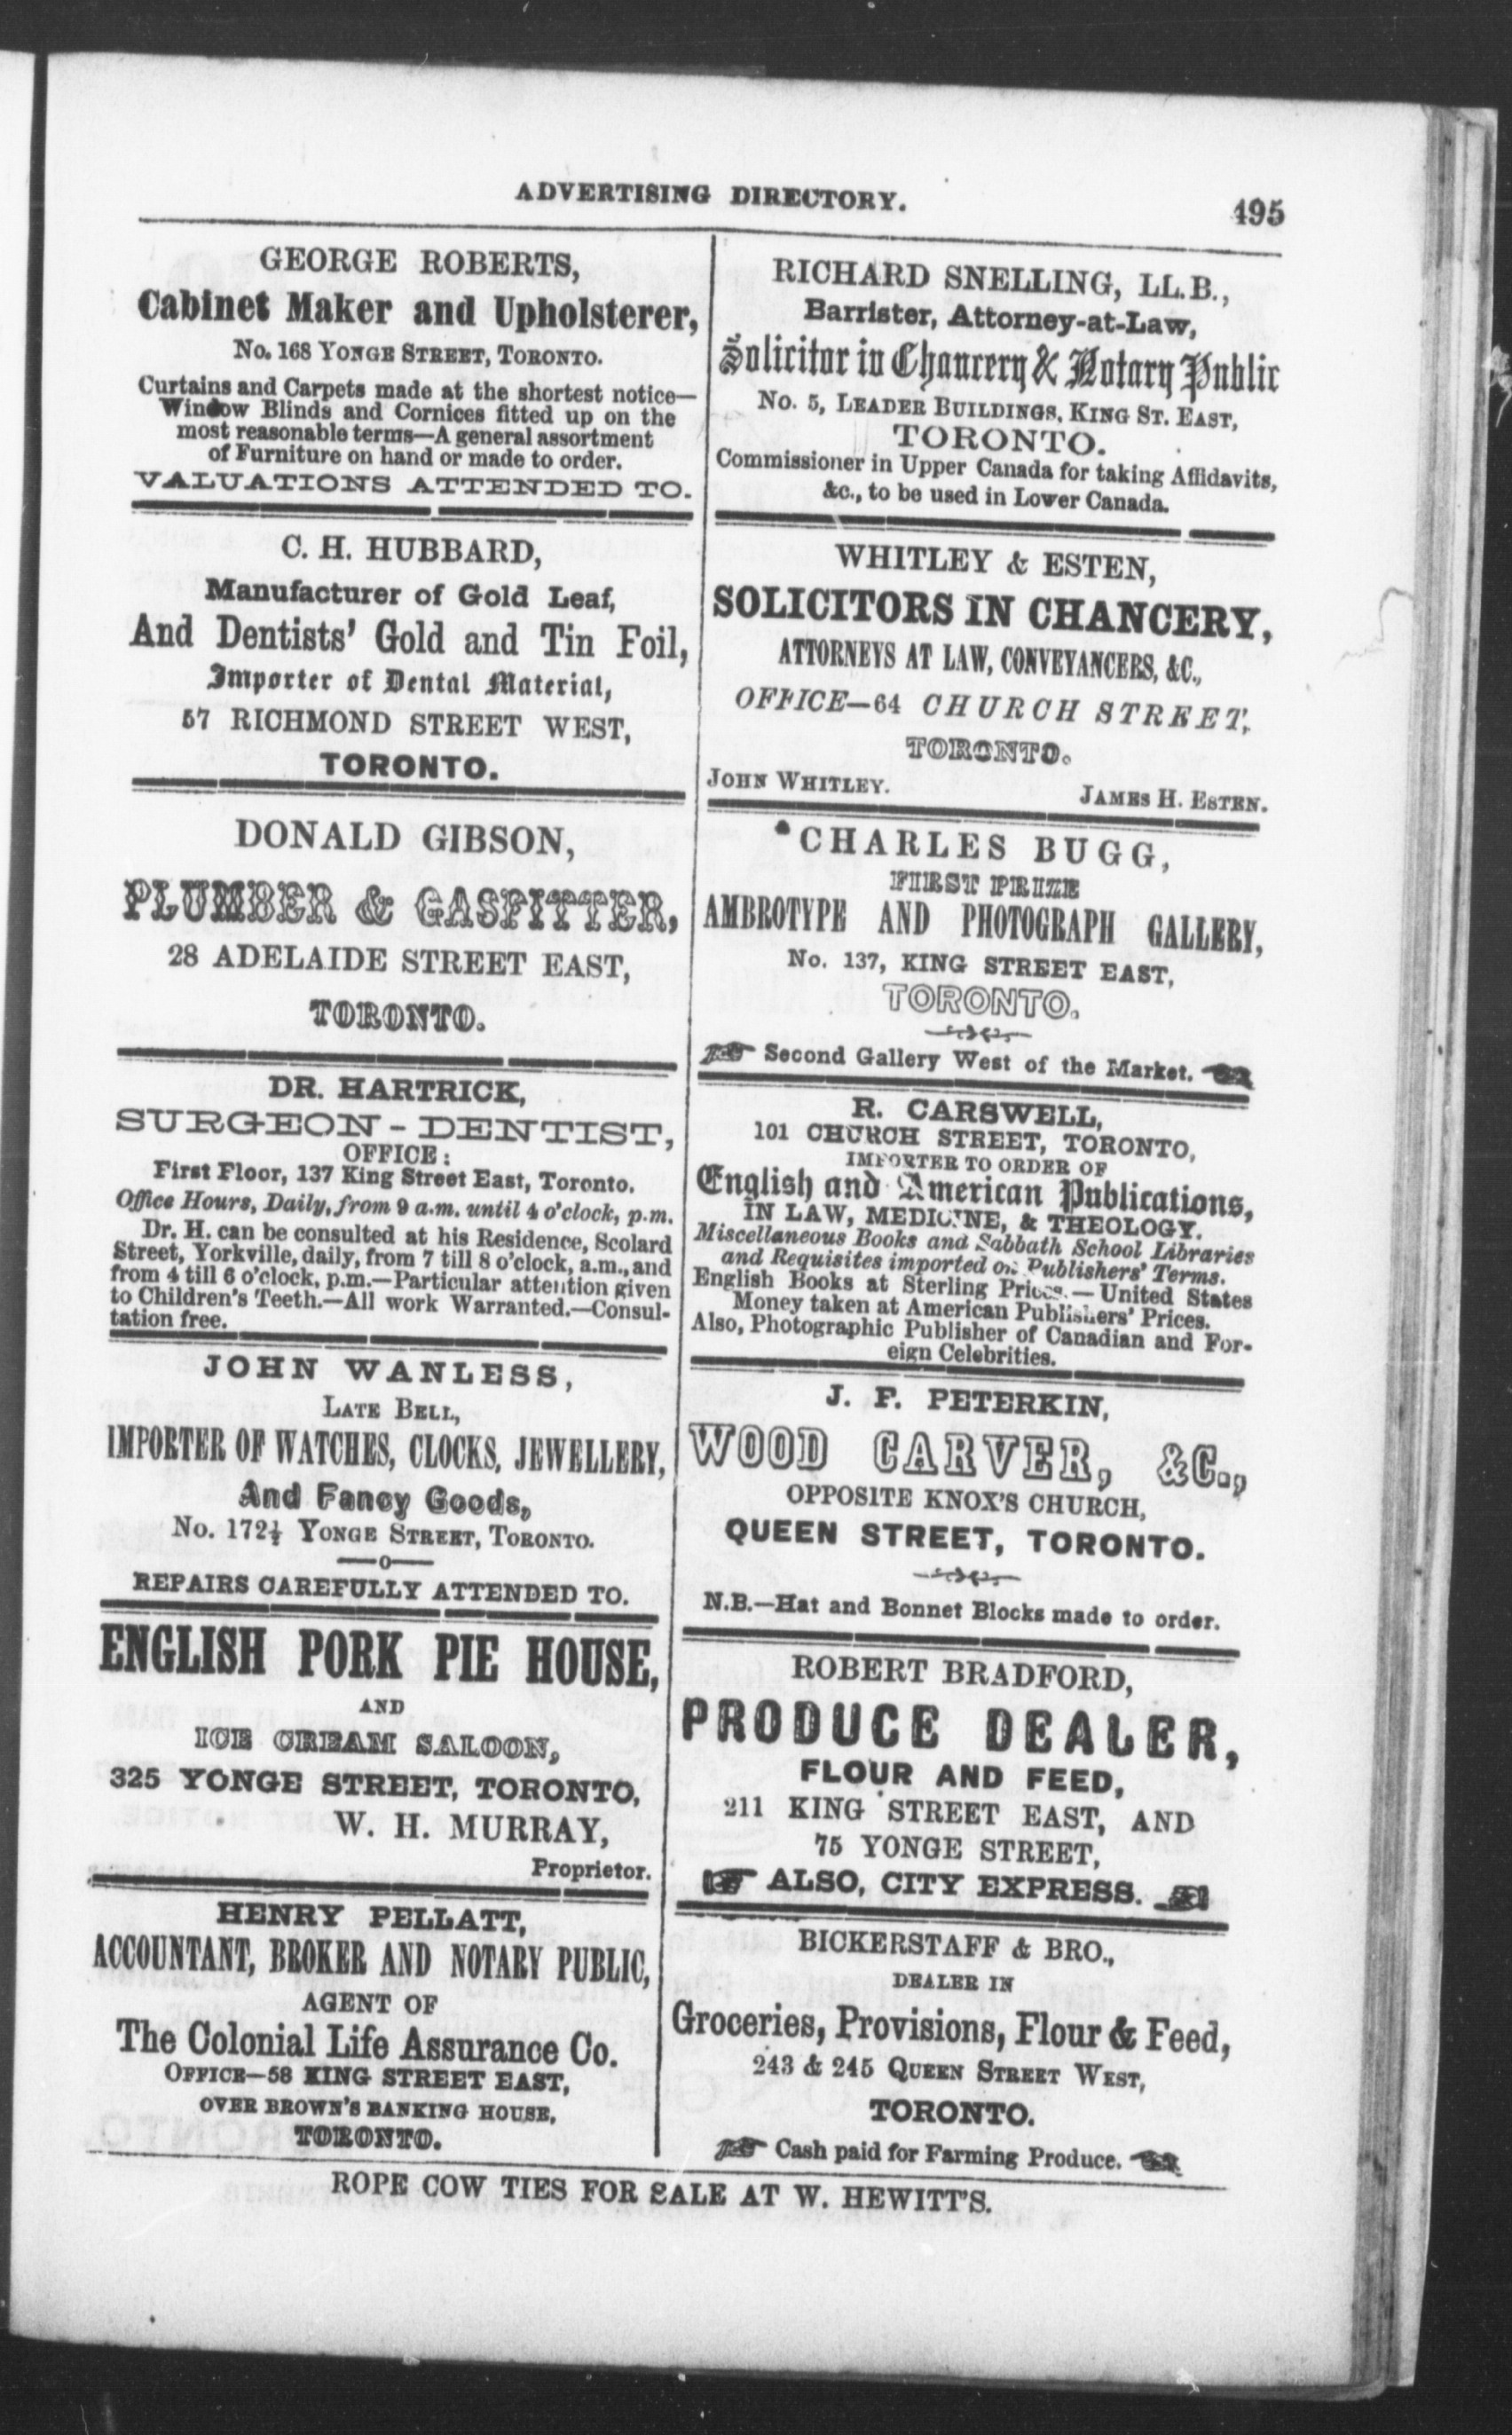 ADVERTISING DIRECTORY.
495
GEORGE ROBERTS,
Cabinet Maker and Upholsterer,
No. 168 YONGE STREET, TORONTO.
Curtains and Carpets made at the shortest notice—
Window Blinds and Cornices fitted up on the
most reasonable terms—A general assortment
of Furniture on hand or made to order.
VALUATIONS ATTENDED TO.
C. H. HUBBARD,
Manufacturer of Gold Leaf,
And Dentists' Gold and Tin Foil,
Importer of Dental Material,
57 RICHMOND STREET WEST,
TORONTO.
DONALD GIBSON,
PLUMBER & GASFITTER,
28 ADELAIDE STREET EAST,
TORONTO.
DR. HARTRICK,
SURGEON-DENTIST,
OFFICE:
First Floor, 137 King Street East, Toronto.
Office Hours, Daily, from 9 a.m. until 4 o'clock, p.m.
Dr. H. can be consulted at his Residence, Scolard
Street, Yorkville, daily, from 7 till 8 o'clock, a.m., and
from 4 till 6 o'clock, p.m.—Particular attention given
to Children's Teeth.—All work Warranted.—Consul-
tation free.
JOHN WANLESS,
LATE BELL,
IMPORTER OF WATCHES, CLOCKS, JEWELLERY,
And Fancy Goods,
No. 172½ YONGE STREET, TORONTO.
—o—
REPAIRS CAREFULLY ATTENDED TO.
ENGLISH PORK PIE HOUSE,
AND
ICE CREAM SALOON,
325 YONGE STREET, TORONTO,
W. H. MURRAY,
Proprietor.
HENRY PELLATT,
ACCOUNTANT, BROKER AND NOTARY PUBLIC,
AGENT OF
The Colonial Life Assurance Co.
OFFICE—58 KING STREET EAST,
OVER BROWN'S BANKING HOUSE,
TORONTO.
RICHARD SNELLING, LL.B.,
Barrister, Attorney-at-Law,
Solicitor in Chancery & Notary Public
No. 5, LEADER BUILDINGS, KING ST. EAST,
TORONTO.
Commissioner in Upper Canada for taking Affidavits,
&c., to be used in Lower Canada.
WHITLEY & ESTEN,
SOLICITORS IN CHANCERY,
ATTORNEYS AT LAW, CONVEYANCERS, &C.,
OFFICE—64 CHURCH STREET,
TORONTO.
JOHN WHITLEY. JAMES H. ESTEN.
CHARLES BUGG,
FIRST PRIZE
AMBROTYPE AND PHOTOGRAPH GALLERY,
No. 137, KING STREET EAST,
TORONTO.
☞ Second Gallery West of the Market. ☜
R. CARSWELL,
101 CHURCH STREET, TORONTO,
IMPORTER TO ORDER OF
English and American Publications,
IN LAW, MEDICINE, & THEOLOGY.
Miscellaneous Books and Sabbath School Libraries
and Requisites imported on Publishers' Terms.
English Books at Sterling Prices.—United States
Money taken at American Publishers' Prices.
Also, Photographic Publisher of Canadian and For-
eign Celebrities.
J. F. PETERKIN,
WOOD CARVER, &C.,
OPPOSITE KNOX'S CHURCH,
QUEEN STREET, TORONTO.
N.B.—Hat and Bonnet Blocks made to order.
ROBERT BRADFORD,
PRODUCE DEALER,
FLOUR AND FEED,
211 KING STREET EAST, AND
75 YONGE STREET,
☞ ALSO, CITY EXPRESS. ☜
BICKERSTAFF & BRO.,
DEALER IN
Groceries, Provisions, Flour & Feed,
243 & 245 QUEEN STREET WEST,
TORONTO.
☞ Cash paid for Farming Produce. ☜
ROPE COW TIES FOR SALE AT W. HEWITT'S.